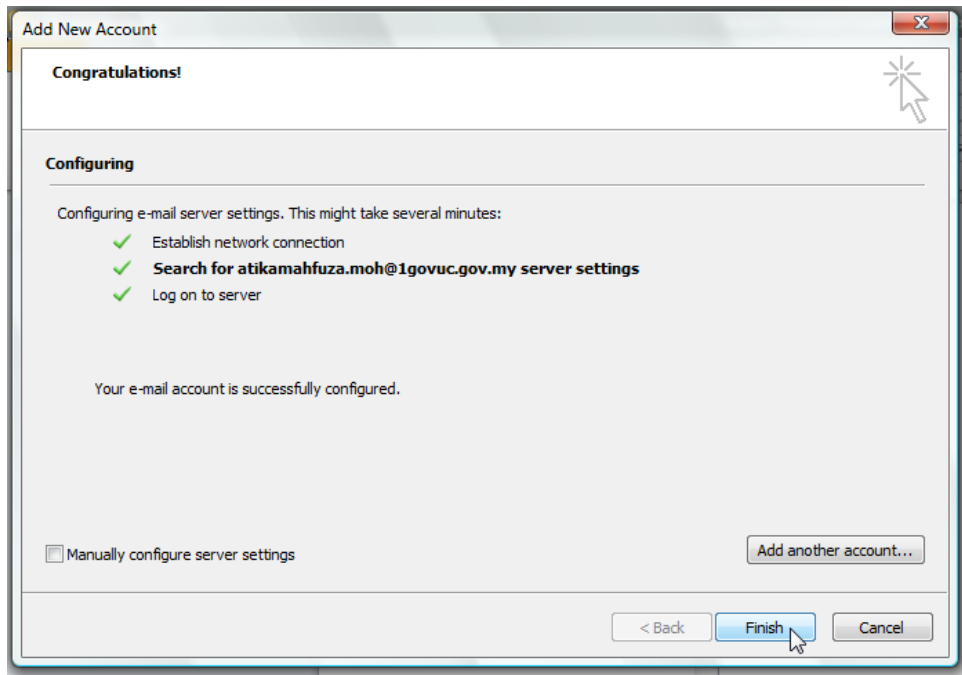 Add New Account
Congratulations!
Configuring
Configuring e-mail server settings. This might take several minutes:
Establish network connection
Search for atikamahfuza.moh@1govuc.gov.my server settings
Log on to server
Your e-mail account is successfully configured.
Manually configure server settings
Add another account...
< Back
Finish
Cancel